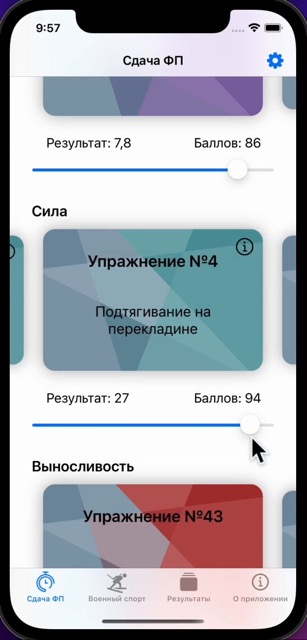 9:57
Сдача ФП
Результат: 7,8 Баллов: 86
Сила
Упражнение №4
Подтягивание на
перекладине
Результат: 27 Баллов: 94
Выносливость
Упражнение №43
Сдача ФП Военный спорт Результаты О приложении